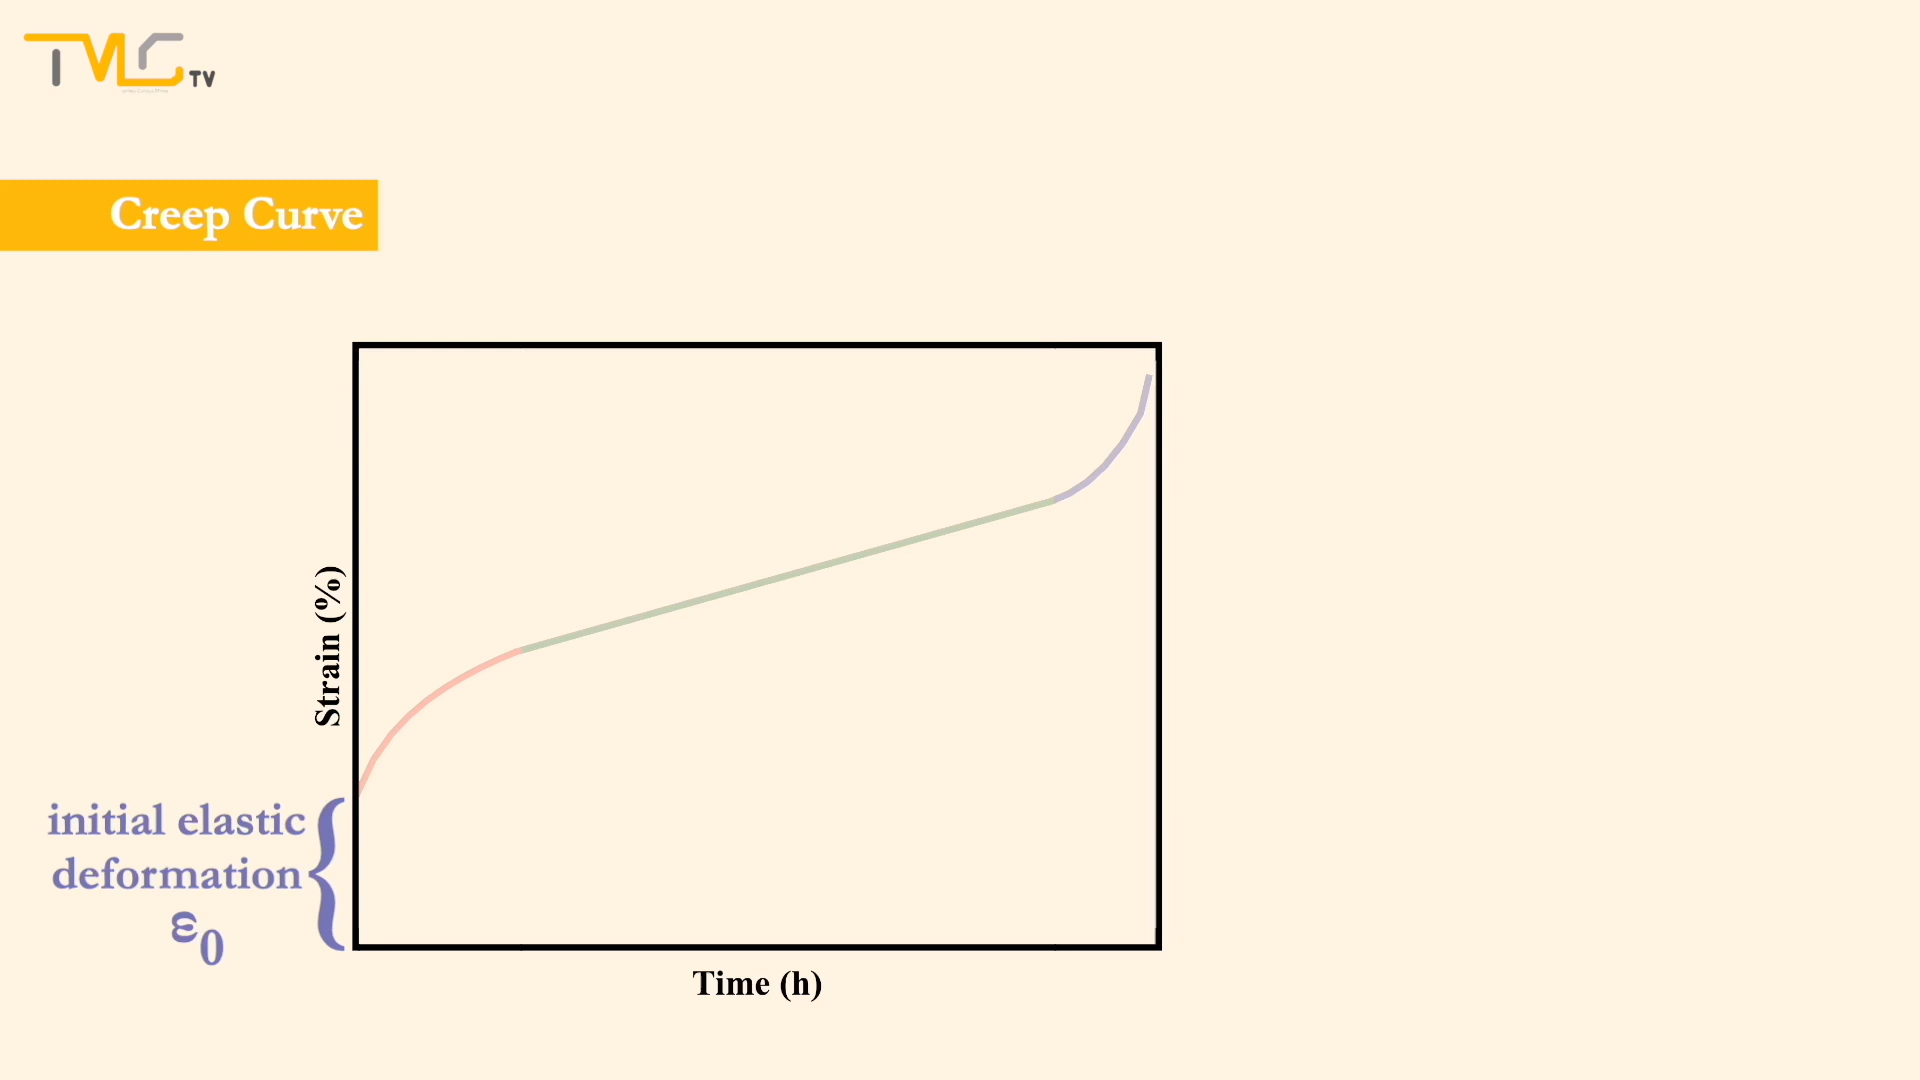 TMC TV
Creep Curve
Strain (%)
initial elastic
deformation
ε0
Time (h)